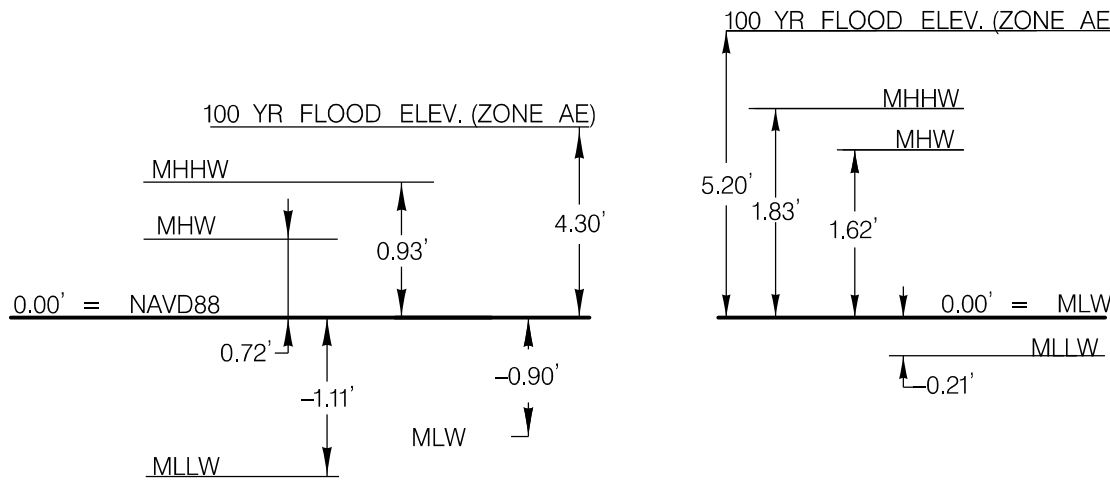 100 YR FLOOD ELEV. (ZONE AE)
MHHW
MHW
4.30'
0.93'
0.00' = NAVD88
0.72'
–0.90'
–1.11'
MLW
MLLW
100 YR FLOOD ELEV. (ZONE AE
MHHW
MHW
5.20'
1.83'
1.62'
0.00' = MLW
MLLW
–0.21'